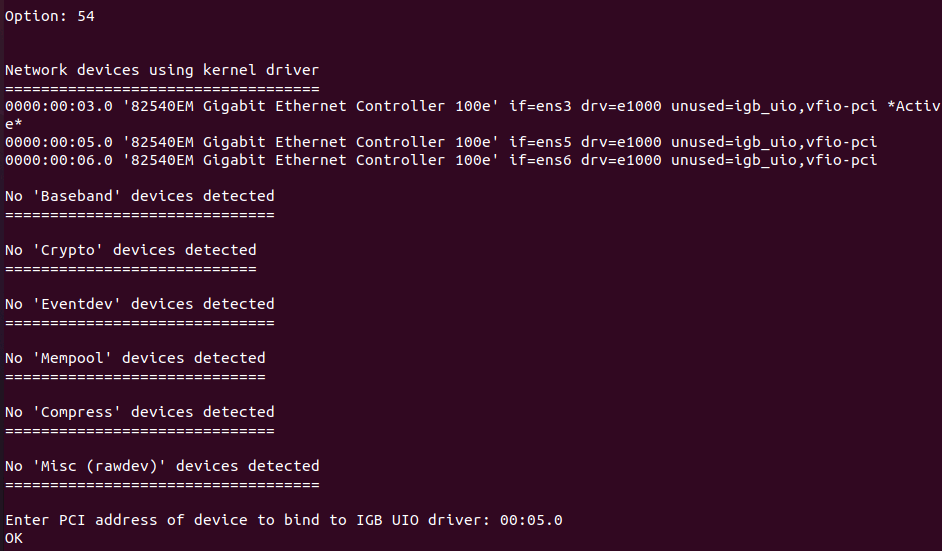 Option: 54
Network devices using kernel driver
===================================
0000:00:03.0 '82540EM Gigabit Ethernet Controller 100e' if=ens3 drv=e1000 unused=igb_uio,vfio-pci *Activ
e*
0000:00:05.0 '82540EM Gigabit Ethernet Controller 100e' if=ens5 drv=e1000 unused=igb_uio,vfio-pci
0000:00:06.0 '82540EM Gigabit Ethernet Controller 100e' if=ens6 drv=e1000 unused=igb_uio,vfio-pci
No 'Baseband' devices detected
==============================
No 'Crypto' devices detected
============================
No 'Eventdev' devices detected
==============================
No 'Mempool' devices detected
=============================
No 'Compress' devices detected
==============================
No 'Misc (rawdev)' devices detected
===================================
Enter PCI address of device to bind to IGB UIO driver: 00:05.0
OK